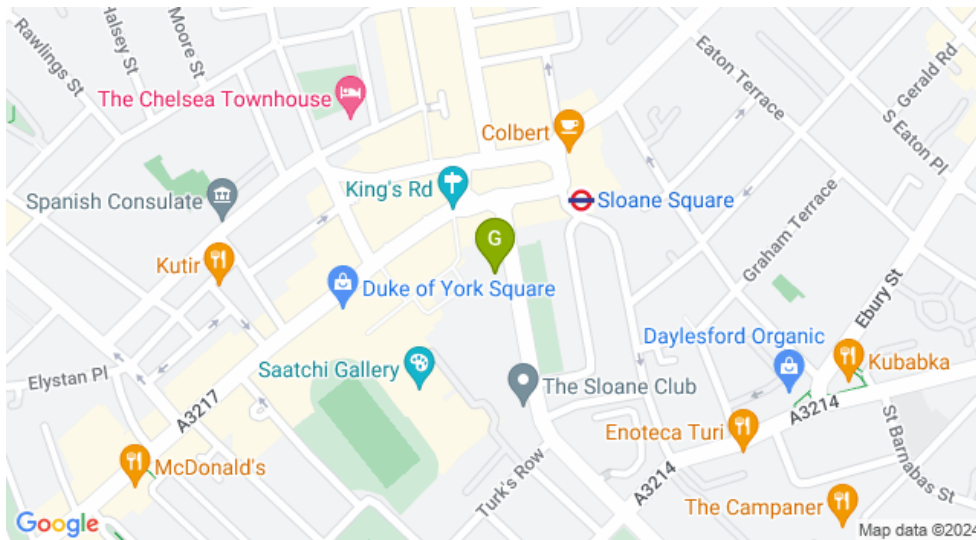 Rawlings St
Halsey St
Moore St
Eaton Terrace
Gerald Rd
S Eaton Pl
The Chelsea Townhouse
Colbert
King's Rd
Sloane Square
Spanish Consulate
G
Graham Terrace
Kutir
Duke of York Square
Ebury St
Daylesford Organic
Saatchi Gallery
Kubabka
Elystan Pl
The Sloane Club
A3217
A3214
Enoteca Turi
McDonald's
St Barnabas St
Turk's Row
A3214
The Campaner
Google
Map data ©2024